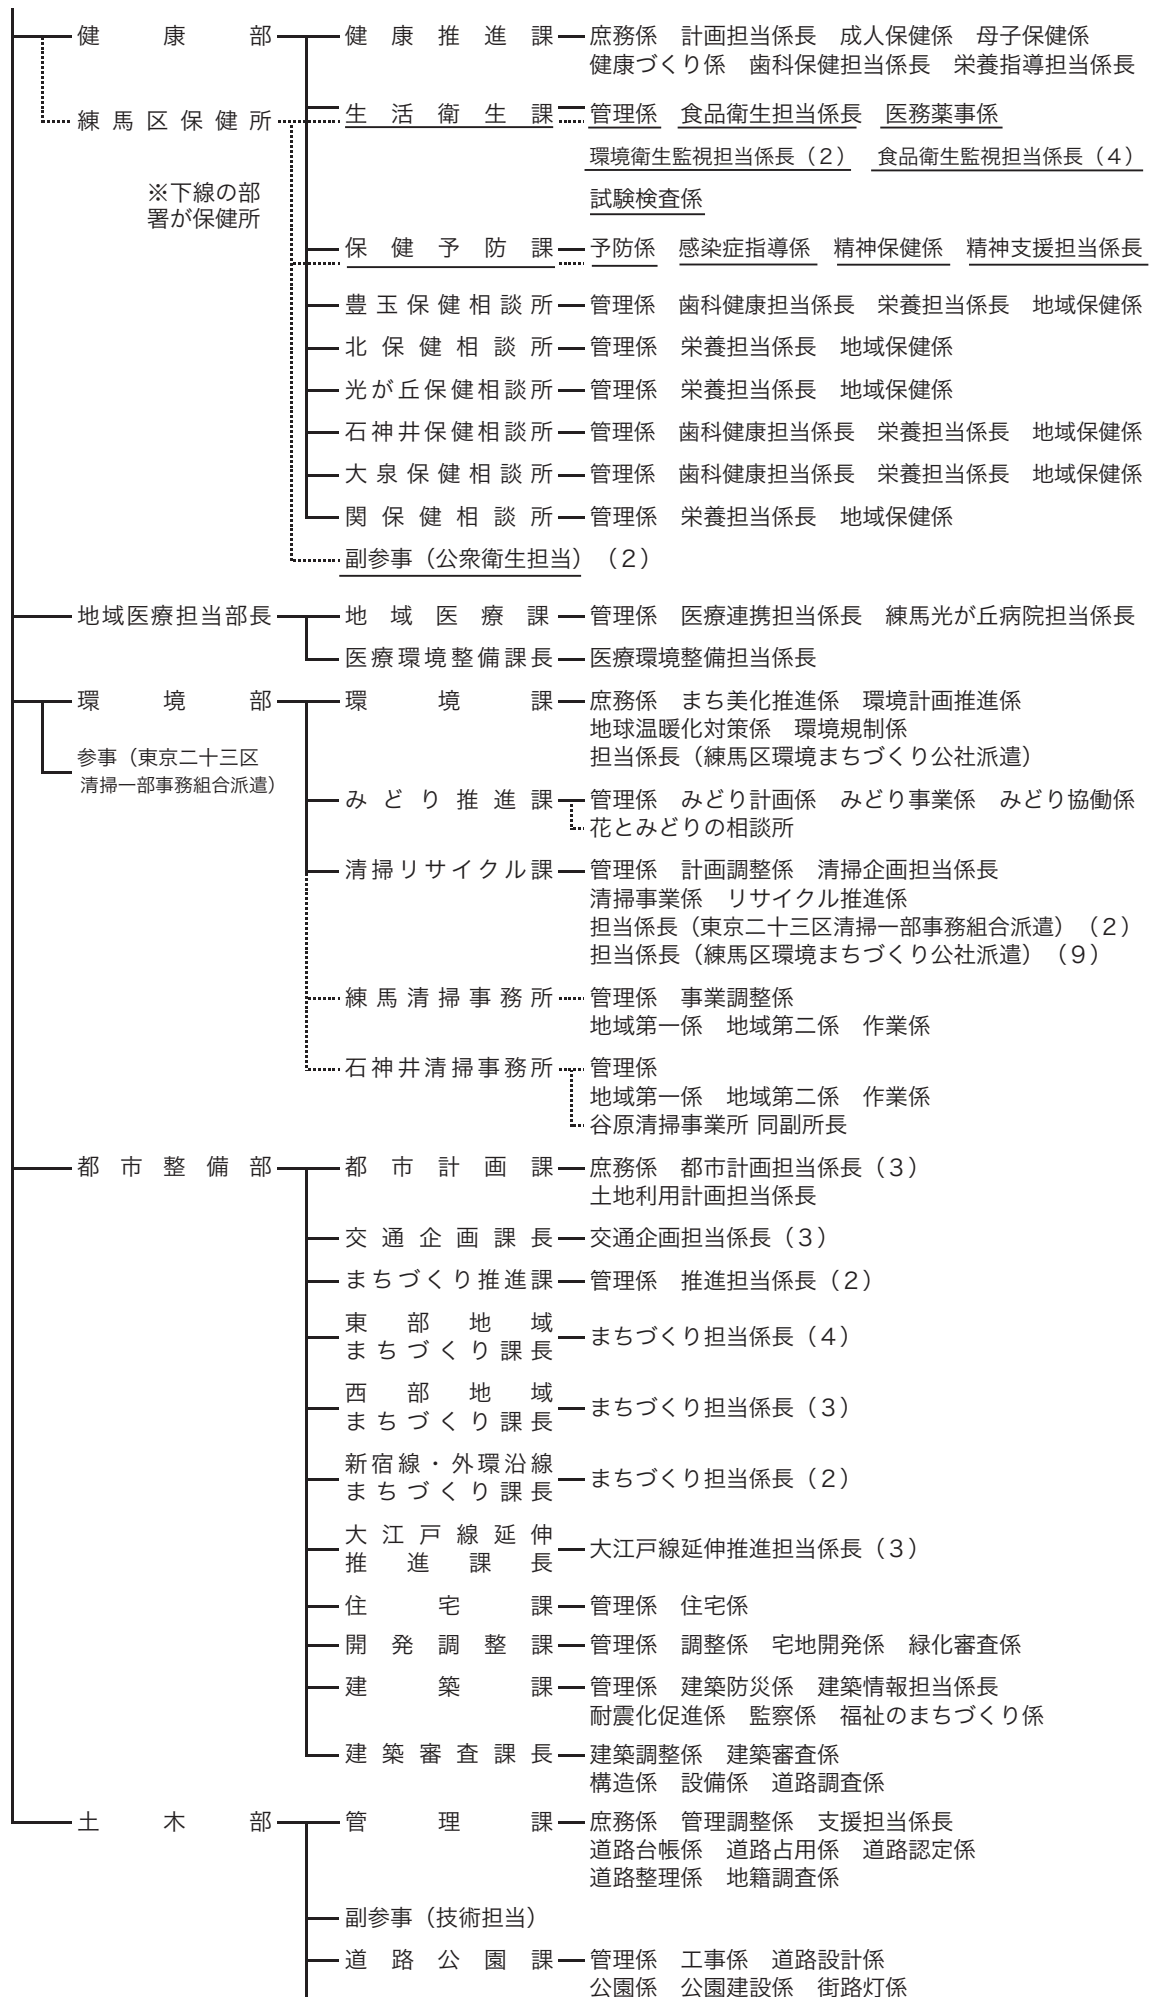 健康部 健康推進課 庶務係 計画担当係長 成人保健係 母子保健係
健康づくり係 歯科保健担当係長 栄養指導担当係長
練馬区保健所 生活衛生課 管理係 食品衛生担当係長 医務薬事係
環境衛生監視担当係長（２） 食品衛生監視担当係長（４）
※下線の部
署が保健所
試験検査係
保健予防課 予防係 感染症指導係 精神保健係 精神支援担当係長
豊玉保健相談所 管理係 歯科健康担当係長 栄養担当係長 地域保健係
北保健相談所 管理係 栄養担当係長 地域保健係
光が丘保健相談所 管理係 栄養担当係長 地域保健係
石神井保健相談所 管理係 歯科健康担当係長 栄養担当係長 地域保健係
大泉保健相談所 管理係 歯科健康担当係長 栄養担当係長 地域保健係
関保健相談所 管理係 栄養担当係長 地域保健係
副参事（公衆衛生担当）（２）
地域医療担当部長 地域医療課 管理係 医療連携担当係長 練馬光が丘病院担当係長
医療環境整備課長 医療環境整備担当係長
環境部 環境課 庶務係 まち美化推進係 環境計画推進係
地球温暖化対策係 環境規制係
担当係長（練馬区環境まちづくり公社派遣）
参事（東京二十三区
清掃一部事務組合派遣）
みどり推進課 管理係 みどり計画係 みどり事業係 みどり協働係
花とみどりの相談所
清掃リサイクル課 管理係 計画調整係 清掃企画担当係長
清掃事業係 リサイクル推進係
担当係長（東京二十三区清掃一部事務組合派遣）（２）
担当係長（練馬区環境まちづくり公社派遣）（９）
練馬清掃事務所 管理係 事業調整係
地域第一係 地域第二係 作業係
石神井清掃事務所 管理係
地域第一係 地域第二係 作業係
谷原清掃事業所 同副所長
都市整備部 都市計画課 庶務係 都市計画担当係長（３）
土地利用計画担当係長
交通企画課長 交通企画担当係長（３）
まちづくり推進課 管理係 推進担当係長（２）
東部地域
まちづくり課長 まちづくり担当係長（４）
西部地域
まちづくり課長 まちづくり担当係長（３）
新宿線・外環沿線
まちづくり課長 まちづくり担当係長（２）
大江戸線延伸
推進課長 大江戸線延伸推進担当係長（３）
住宅課 管理係 住宅係
開発調整課 管理係 調整係 宅地開発係 緑化審査係
建築課 管理係 建築防災係 建築情報担当係長
耐震化促進係 監察係 福祉のまちづくり係
建築審査課長 建築調整係 建築審査係
構造係 設備係 道路調査係
土木部 管理課 庶務係 管理調整係 支援担当係長
道路台帳係 道路占用係 道路認定係
道路整理係 地籍調査係
副参事（技術担当）
道路公園課 管理係 工事係 道路設計係
公園係 公園建設係 街路灯係